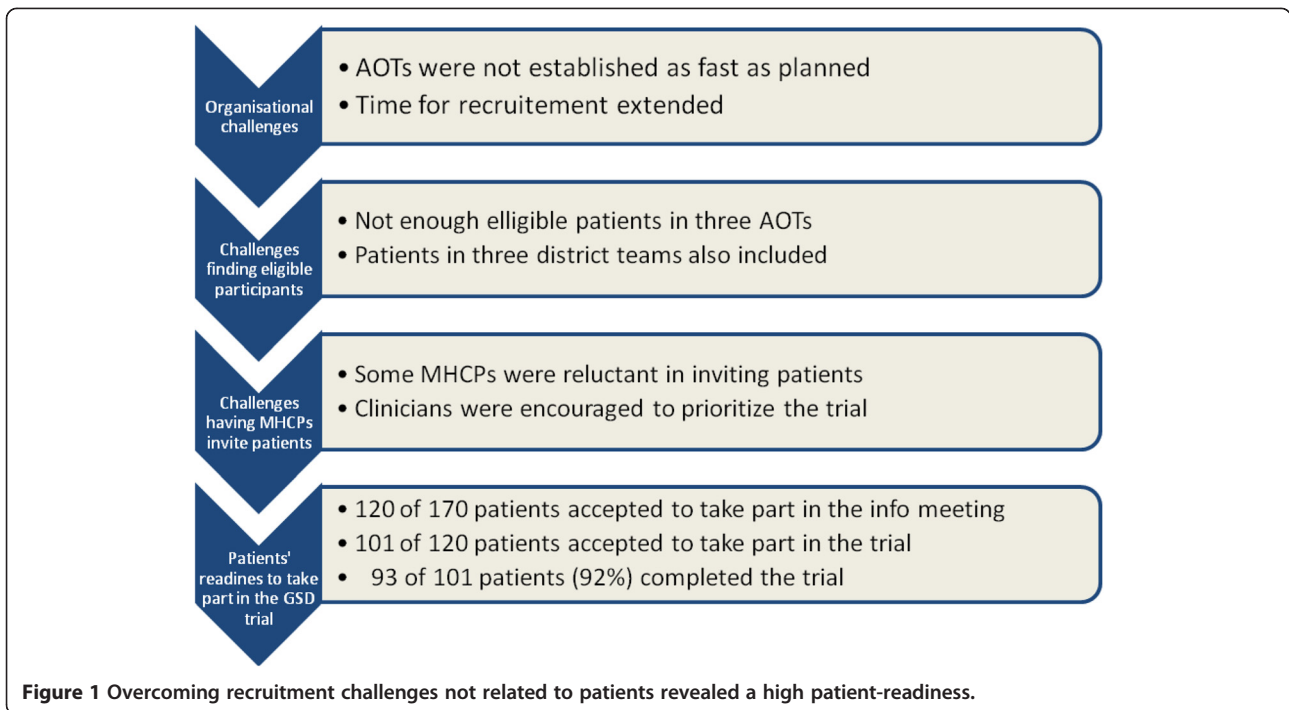 Organisational
challenges
• AOTs were not established as fast as planned
• Time for recruitement extended
Challenges
finding eligible
participants
• Not enough elligible patients in three AOTs
• Patients in three district teams also included
Challenges
having MHCPs
invite patients
• Some MHCPs were reluctant in inviting patients
• Clinicians were encouraged to prioritize the trial
Patients'
readines to take
part in the GSD
trial
• 120 of 170 patients accepted to take part in the info meeting
• 101 of 120 patients accepted to take part in the trial
• 93 of 101 patients (92%) completed the trial
Figure 1 Overcoming recruitment challenges not related to patients revealed a high patient-readiness.